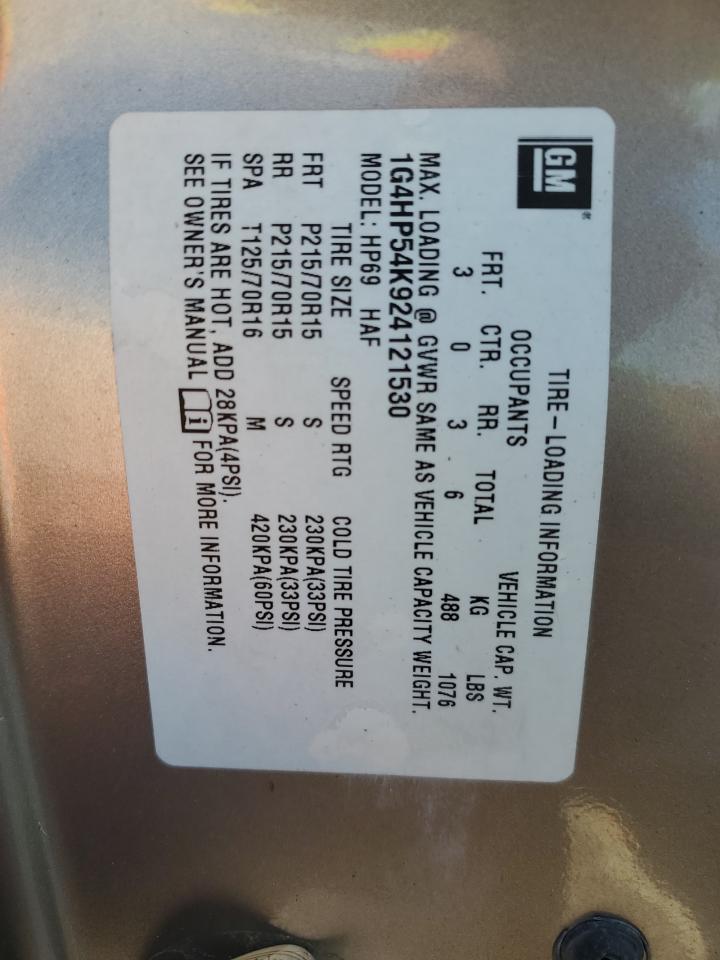 GM
TIRE-LOADING INFORMATION
OCCUPANTS VEHICLE CAP. WT.
FRT. CTR. RR. TOTAL KG LBS
3 0 3 6 488 1076
MAX. LOADING @ GVWR SAME AS VEHICLE CAPACITY WEIGHT.
1G4HP54K924121530
MODEL: HP69 HAF
TIRE SIZE SPEED RTG COLD TIRE PRESSURE
FRT P215/70R15 S 230KPA(33PSI)
RR P215/70R15 S 230KPA(33PSI)
SPA T125/70R16 M 420KPA(60PSI)
IF TIRES ARE HOT, ADD 28KPA(4PSI).
SEE OWNER'S MANUAL FOR MORE INFORMATION.